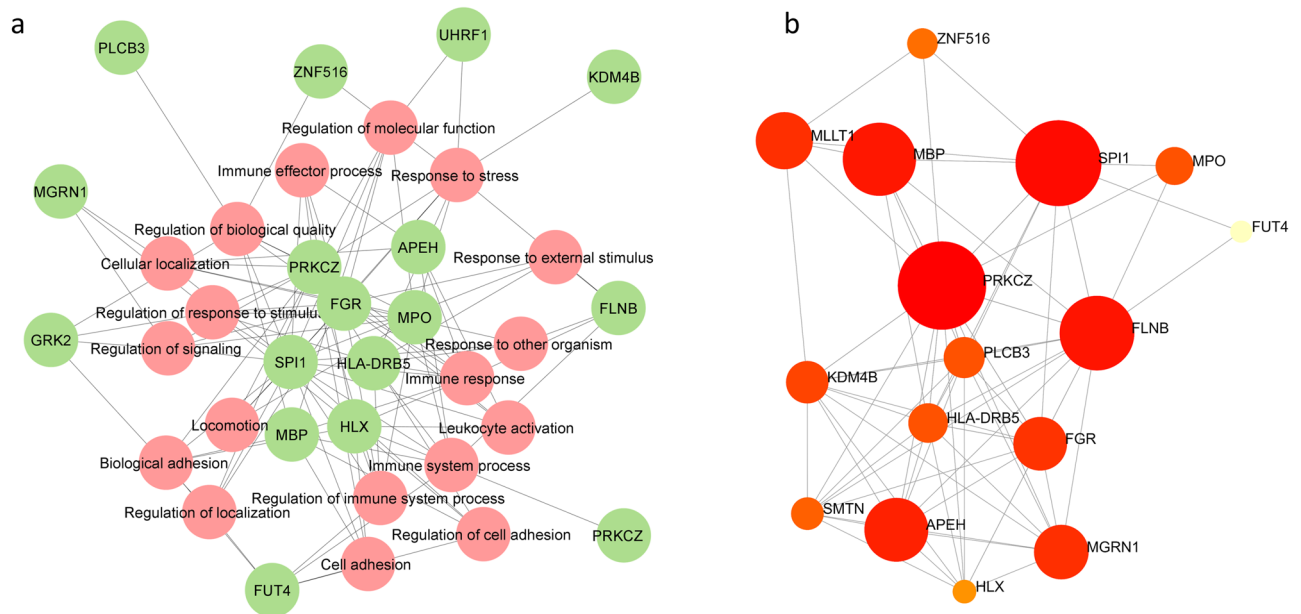 a
PLCB3
UHRF1
ZNF516
KDM4B
Regulation of molecular function
Immune effector process
Response to stress
MGRN1
Regulation of biological quality
APEH
Response to external stimulus
Cellular localization
PRKCZ
FGR
MPO
FLNB
Regulation of response to stimulus
GRK2
Regulation of signaling
Response to other organism
SPI1
HLA-DRB5
Immune response
Locomotion
MBP
HLX
Leukocyte activation
Biological adhesion
Immune system process
Regulation of immune system process
Regulation of localization
Regulation of cell adhesion
PRKCZ
Cell adhesion
FUT4
b
ZNF516
MLLT1
MBP
SPI1
MPO
FUT4
PRKCZ
FLNB
PLCB3
KDM4B
HLA-DRB5
FGR
SMTN
APEH
MGRN1
HLX